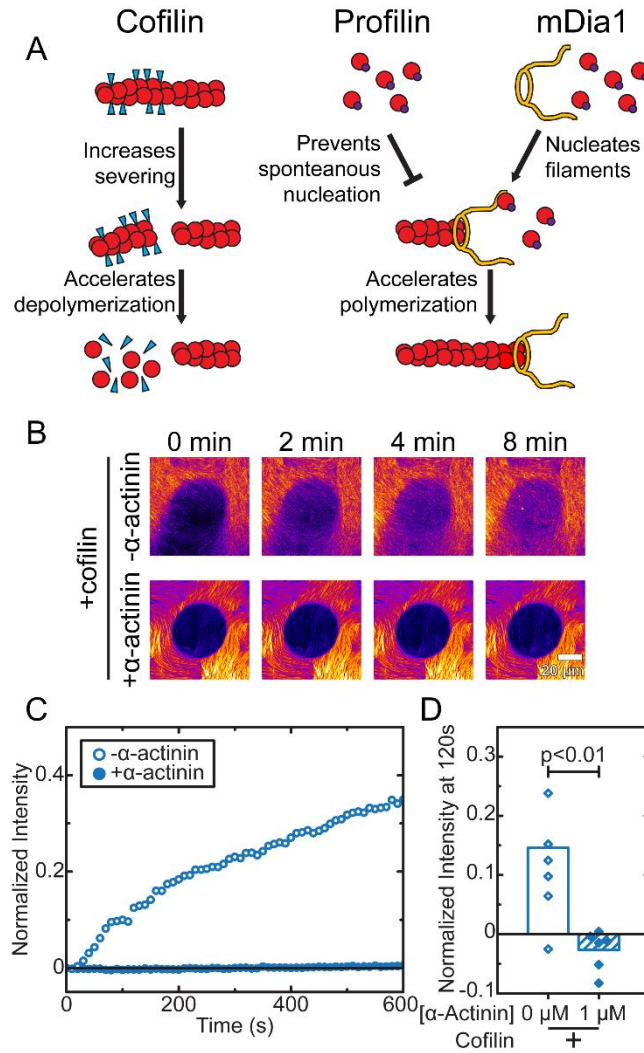 A
Cofilin
Profilin
mDia1
Increases
severing
Prevents
sponteanous
nucleation
Nucleates
filaments
Accelerates
depolymerization
Accelerates
polymerization
B
0 min
2 min
4 min
8 min
+cofilin
-α-actinin
+α-actinin
20 μm
C
Normalized Intensity
0.4
0.2
0
-α-actinin
+α-actinin
0
200
400
600
Time (s)
D
Normalized Intensity at 120s
0.3
0.2
0.1
0
-0.1
p<0.01
[α-Actinin] 0 μM 1 μM
Cofilin +